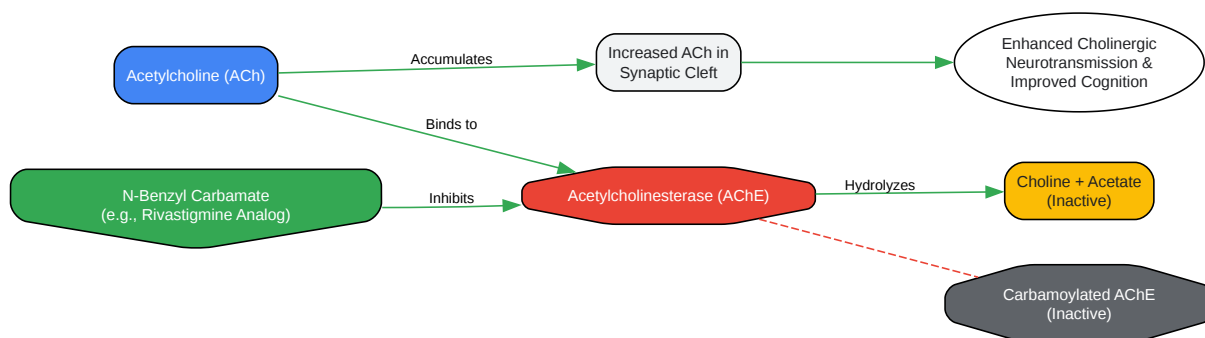 Acetylcholine (ACh)
Accumulates
Increased ACh in
Synaptic Cleft
Enhanced Cholinergic
Neurotransmission &
Improved Cognition
Binds to
N-Benzyl Carbamate
(e.g., Rivastigmine Analog)
Inhibits
Acetylcholinesterase (AChE)
Hydrolyzes
Choline + Acetate
(Inactive)
Carbamoylated AChE
(Inactive)